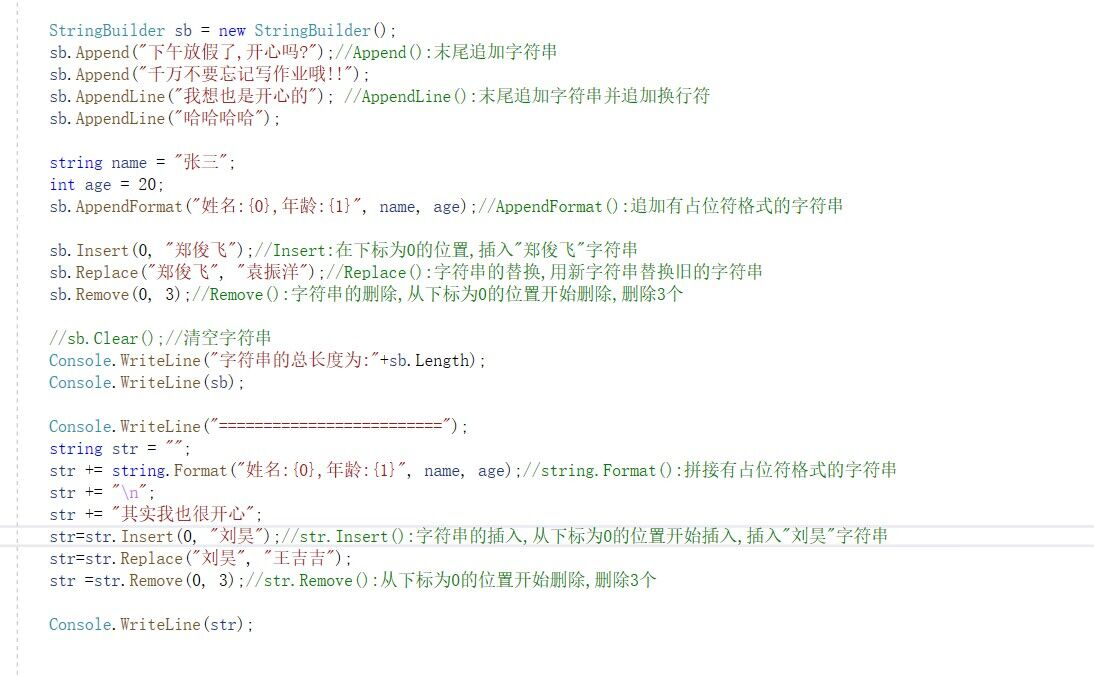 StringBuilder sb = new StringBuilder();
sb.Append("下午放假了,开心吗?");//Append():末尾追加字符串
sb.Append("千万不要忘记写作业哦!!");
sb.AppendLine("我想也是开心的"); //AppendLine():末尾追加字符串并追加换行符
sb.AppendLine("哈哈哈哈");
string name = "张三";
int age = 20;
sb.AppendFormat("姓名:{0},年龄:{1}", name, age);//AppendFormat():追加有占位符格式的字符串
sb.Insert(0, "郑俊飞");//Insert:在下标为0的位置,插入"郑俊飞"字符串
sb.Replace("郑俊飞", "袁振洋");//Replace():字符串的替换,用新字符串替换旧的字符串
sb.Remove(0, 3);//Remove():字符串的删除,从下标为0的位置开始删除,删除3个
//sb.Clear();//清空字符串
Console.WriteLine("字符串的总长度为:"+sb.Length);
Console.WriteLine(sb);
Console.WriteLine("=========================");
string str = "";
str += string.Format("姓名:{0},年龄:{1}", name, age);//string.Format():拼接有占位符格式的字符串
str += "\n";
str += "其实我也很开心";
str=str.Insert(0, "刘昊");//str.Insert():字符串的插入,从下标为0的位置开始插入,插入"刘昊"字符串
str=str.Replace("刘昊", "王吉吉");
str =str.Remove(0, 3);//str.Remove():从下标为0的位置开始删除,删除3个
Console.WriteLine(str);